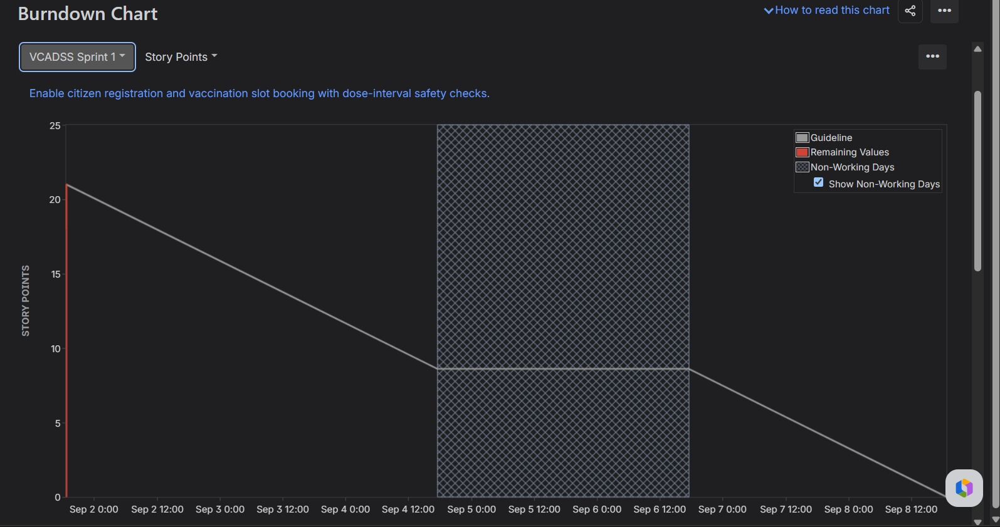 Burndown Chart
How to read this chart
VCADSS Sprint 1
Story Points
Enable citizen registration and vaccination slot booking with dose-interval safety checks.
25
20
15
10
5
0
STORY POINTS
Guideline
Remaining Values
Non-Working Days
Show Non-Working Days
Sep 2 0:00 Sep 2 12:00 Sep 3 0:00 Sep 3 12:00 Sep 4 0:00 Sep 4 12:00 Sep 5 0:00 Sep 5 12:00 Sep 6 0:00 Sep 6 12:00 Sep 7 0:00 Sep 7 12:00 Sep 8 0:00 Sep 8 12:00